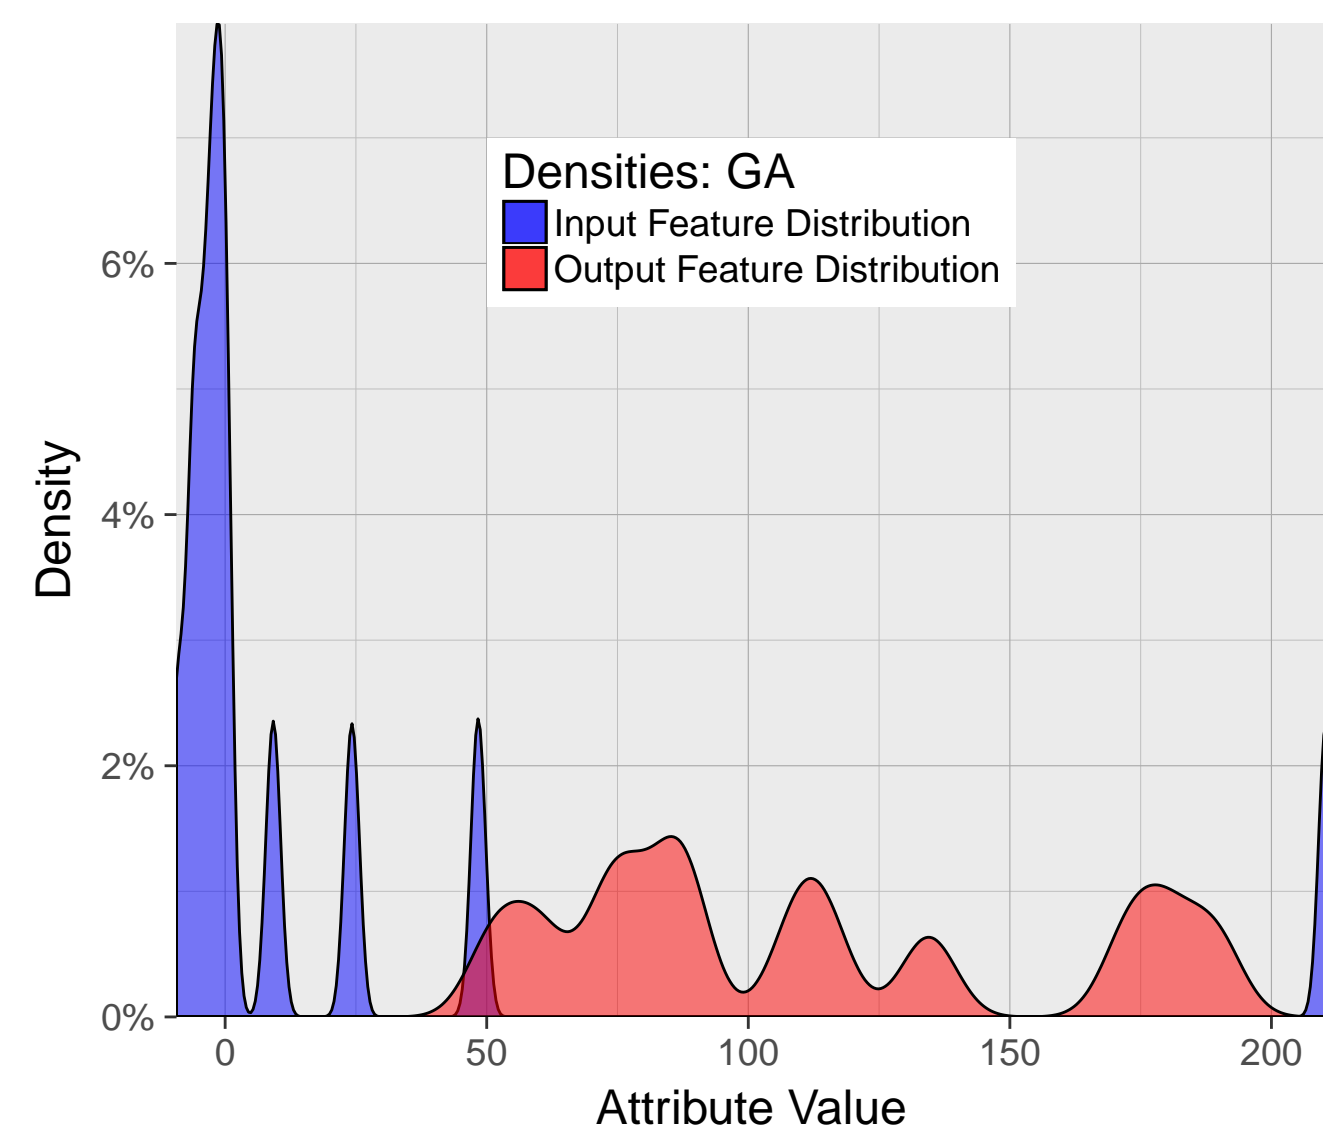 Densities: GA
Input Feature Distribution
Output Feature Distribution
6%
4%
2%
0%
Density
0 50 100 150 200
Attribute Value